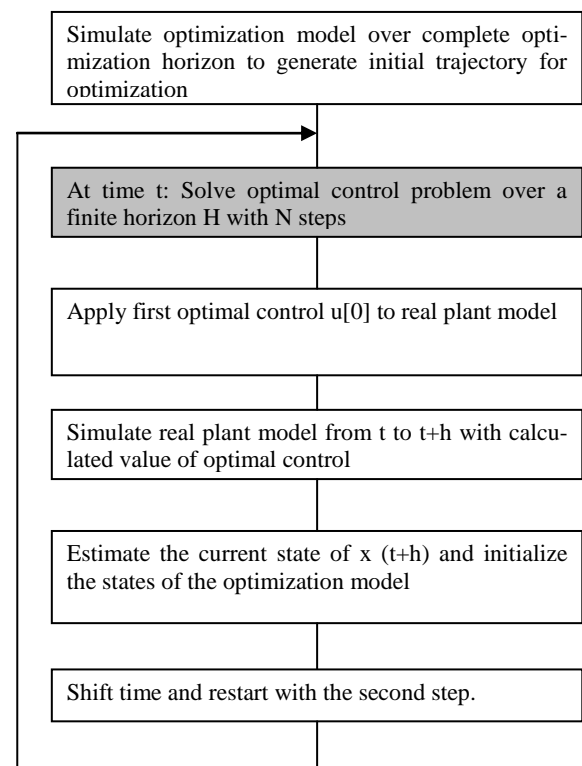 Simulate optimization model over complete opti-
mization horizon to generate initial trajectory for
optimization
At time t: Solve optimal control problem over a
finite horizon H with N steps
Apply first optimal control u[0] to real plant model
Simulate real plant model from t to t+h with calcu-
lated value of optimal control
Estimate the current state of x (t+h) and initialize
the states of the optimization model
Shift time and restart with the second step.